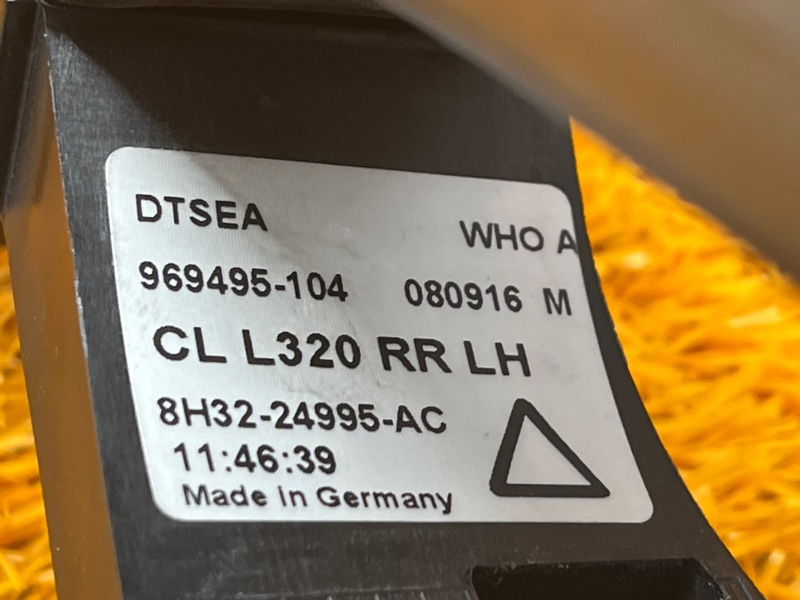 DTSEA WHO A
969495-104 080916 M
CL L320 RR LH
8H32-24995-AC
11:46:39
Made in Germany